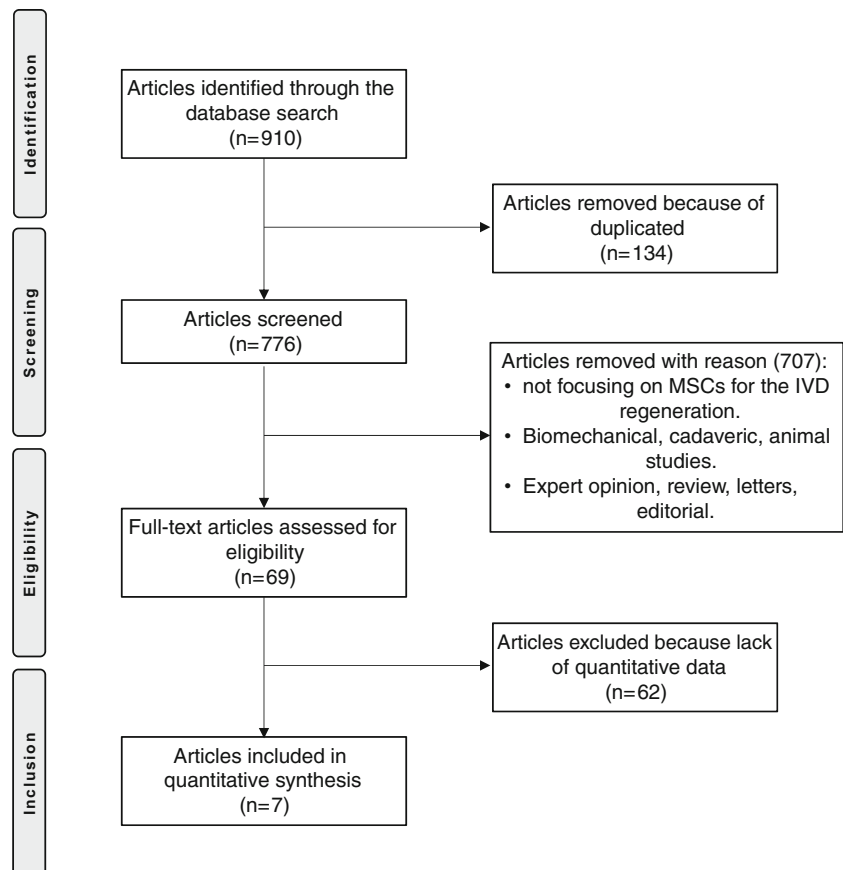 Identification
Articles identified through the
database search
(n=910)
Articles removed because of
duplicated
(n=134)
Screening
Articles screened
(n=776)
Articles removed with reason (707):
• not focusing on MSCs for the IVD
regeneration.
• Biomechanical, cadaveric, animal
studies.
• Expert opinion, review, letters,
editorial.
Eligibility
Full-text articles assessed for
eligibility
(n=69)
Articles excluded because lack
of quantitative data
(n=62)
Inclusion
Articles included in
quantitative synthesis
(n=7)